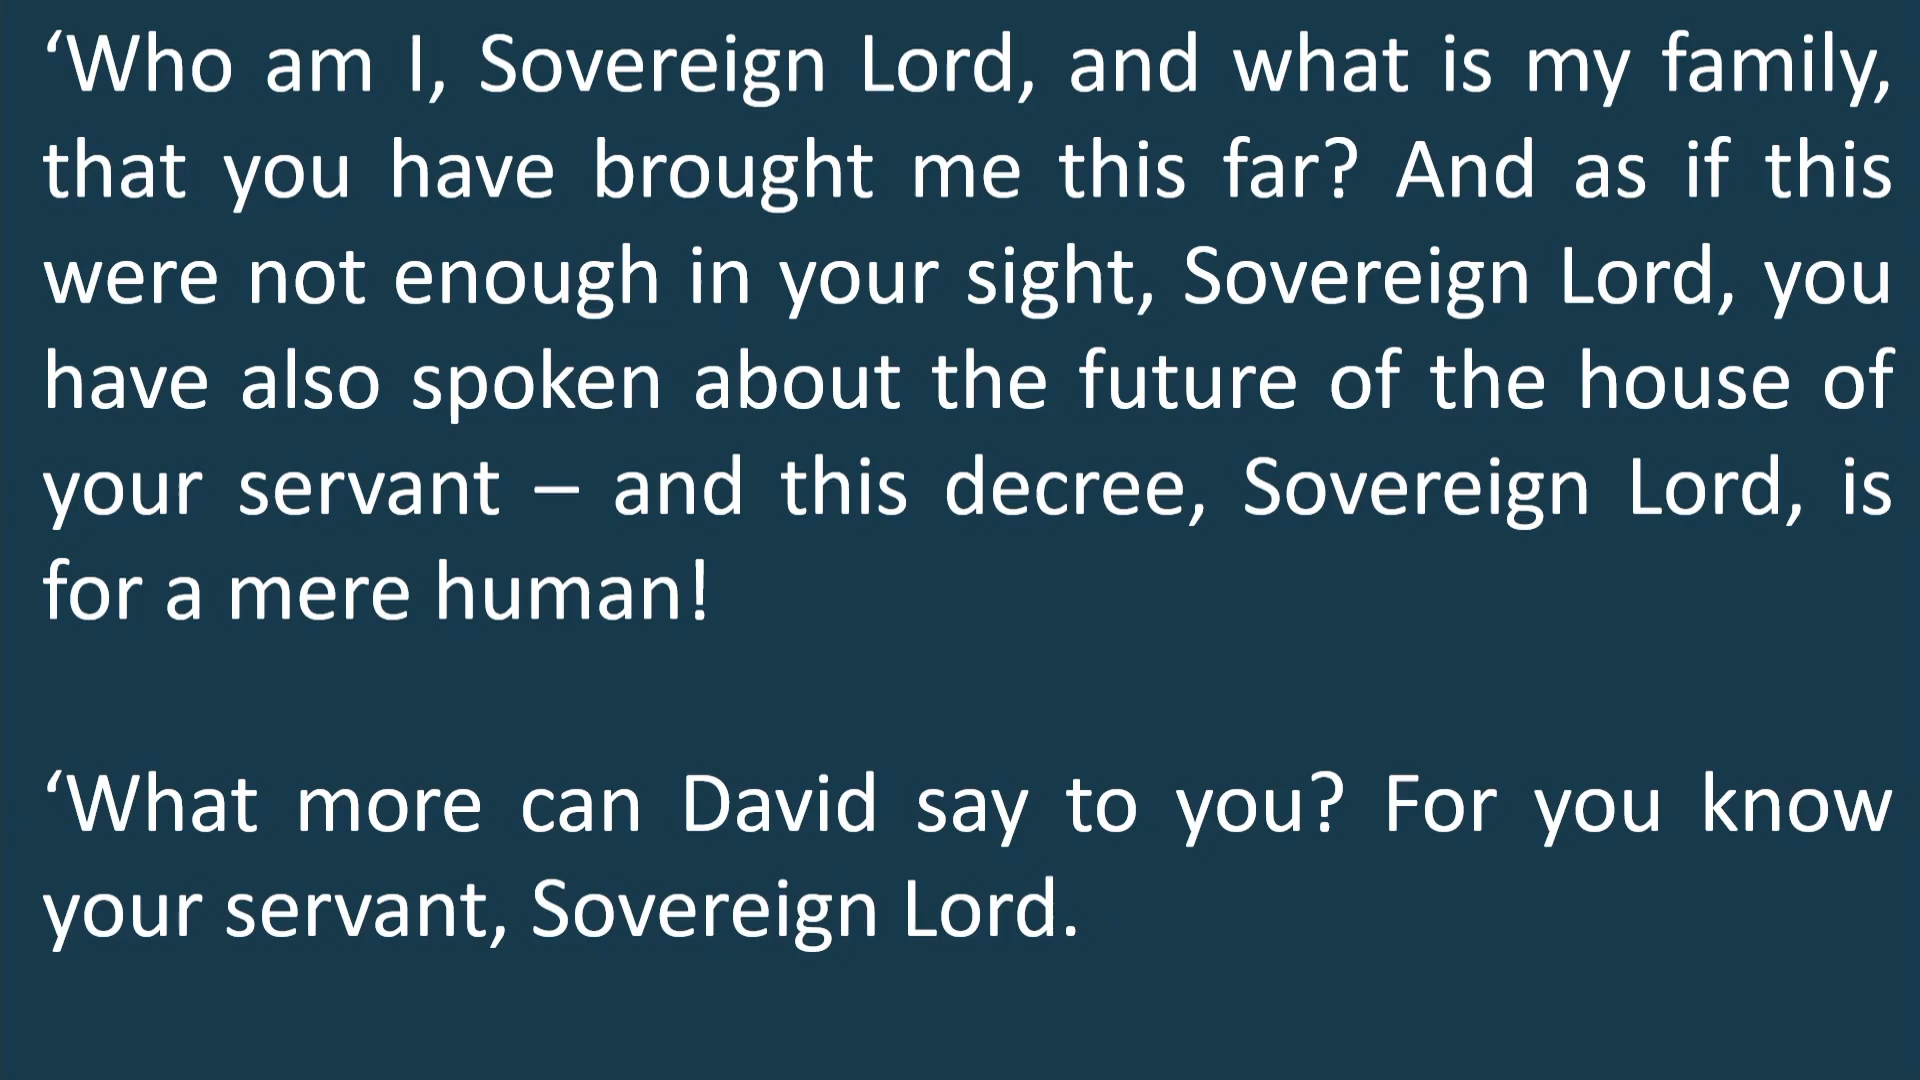 ‘Who am I, Sovereign Lord, and what is my family,
that you have brought me this far? And as if this
were not enough in your sight, Sovereign Lord, you
have also spoken about the future of the house of
your servant – and this decree, Sovereign Lord, is
for a mere human!
‘What more can David say to you? For you know
your servant, Sovereign Lord.